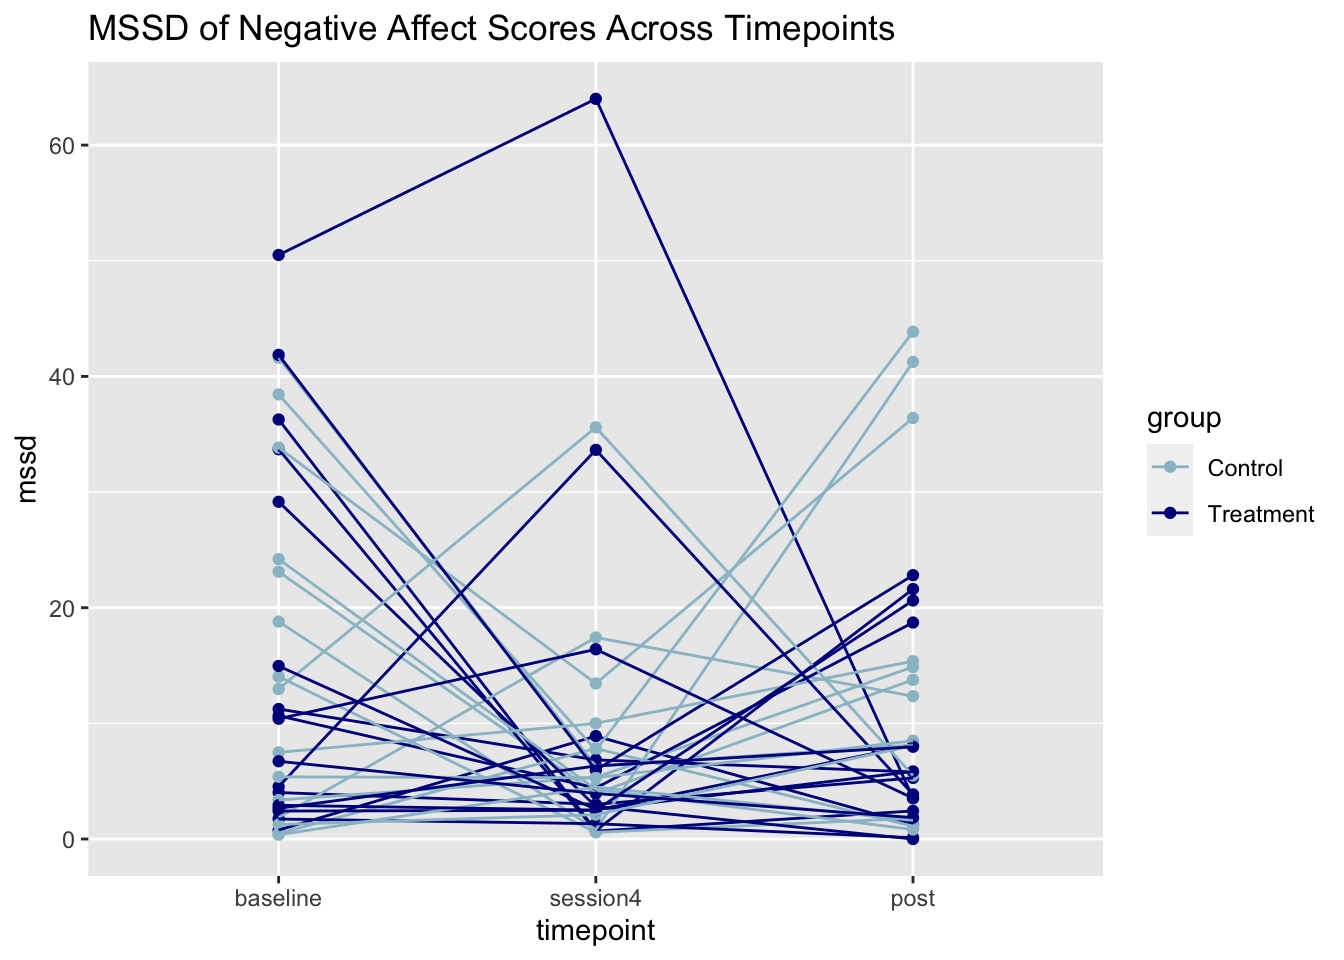 MSSD of Negative Affect Scores Across Timepoints
60
40
20
0
mssd
baseline
session4
post
timepoint
group
Control
Treatment